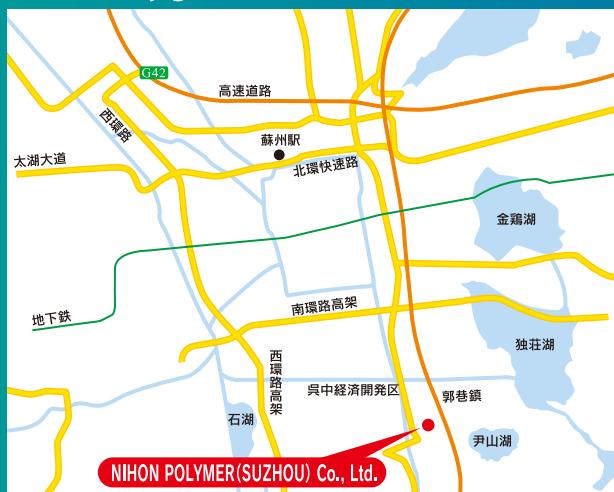 G42
高速道路
西環路
蘇州駅
太湖大道
北環快速路
金鶏湖
地下鉄
南環路高架
独荘湖
西環路高架
呉中経済開発区
郭巷鎮
石湖
尹山湖
NIHON POLYMER(SUZHOU) Co., Ltd.